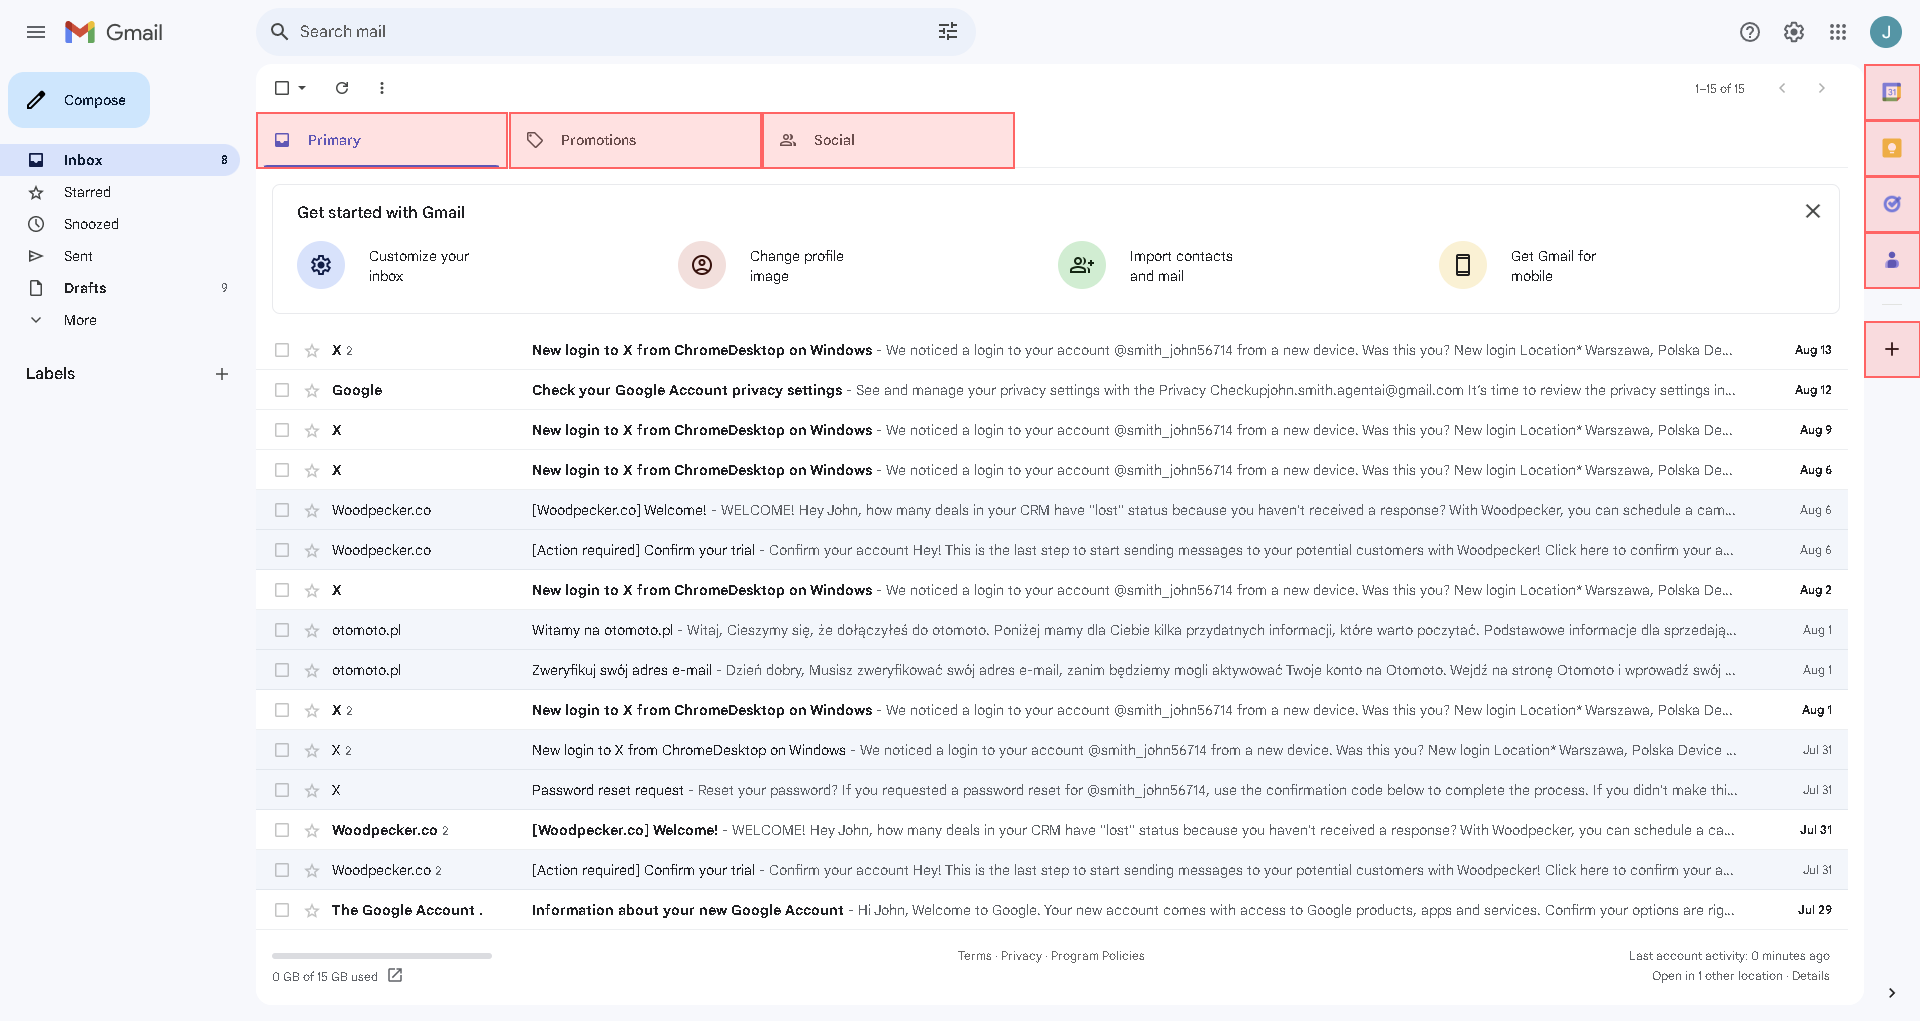 Gmail
Search mail
J
Compose
1–15 of 15
31
Primary
Promotions
Social
Inbox 8
Starred
Snoozed
Sent
Drafts 9
More
Labels
Get started with Gmail
Customize your
inbox
Change profile
image
Import contacts
and mail
Get Gmail for
mobile
X 2 New login to X from ChromeDesktop on Windows - We noticed a login to your account @smith_john56714 from a new device. Was this you? New login Location* Warszawa, Polska De... Aug 13
Google Check your Google Account privacy settings - See and manage your privacy settings with the Privacy Checkupjohn.smith.agentai@gmail.com It's time to review the privacy settings in... Aug 12
X New login to X from ChromeDesktop on Windows - We noticed a login to your account @smith_john56714 from a new device. Was this you? New login Location* Warszawa, Polska De... Aug 9
X New login to X from ChromeDesktop on Windows - We noticed a login to your account @smith_john56714 from a new device. Was this you? New login Location* Warszawa, Polska De... Aug 6
Woodpecker.co [Woodpecker.co] Welcome! - WELCOME! Hey John, how many deals in your CRM have "lost" status because you haven't received a response? With Woodpecker, you can schedule a cam... Aug 6
Woodpecker.co [Action required] Confirm your trial - Confirm your account Hey! This is the last step to start sending messages to your potential customers with Woodpecker! Click here to confirm your a... Aug 6
X New login to X from ChromeDesktop on Windows - We noticed a login to your account @smith_john56714 from a new device. Was this you? New login Location* Warszawa, Polska De... Aug 2
otomoto.pl Witamy na otomoto.pl - Witaj, Cieszymy się, że dołączyłeś do otomoto. Poniżej mamy dla Ciebie kilka przydatnych informacji, które warto poczytać. Podstawowe informacje dla sprzedają... Aug 1
otomoto.pl Zweryfikuj swój adres e-mail - Dzień dobry, Musisz zweryfikować swój adres e-mail, zanim będziemy mogli aktywować Twoje konto na Otomoto. Wejdź na stronę Otomoto i wprowadź swój ... Aug 1
X 2 New login to X from ChromeDesktop on Windows - We noticed a login to your account @smith_john56714 from a new device. Was this you? New login Location* Warszawa, Polska De... Aug 1
X 2 New login to X from ChromeDesktop on Windows - We noticed a login to your account @smith_john56714 from a new device. Was this you? New login Location* Warszawa, Polska Device ... Jul 31
X Password reset request - Reset your password? If you requested a password reset for @smith_john56714, use the confirmation code below to complete the process. If you didn't make thi... Jul 31
Woodpecker.co 2 [Woodpecker.co] Welcome! - WELCOME! Hey John, how many deals in your CRM have "lost" status because you haven't received a response? With Woodpecker, you can schedule a ca... Jul 31
Woodpecker.co 2 [Action required] Confirm your trial - Confirm your account Hey! This is the last step to start sending messages to your potential customers with Woodpecker! Click here to confirm your a... Jul 31
The Google Account . Information about your new Google Account - Hi John, Welcome to Google. Your new account comes with access to Google products, apps and services. Confirm your options are rig... Jul 29
0 GB of 15 GB used
Terms · Privacy · Program Policies
Last account activity: 0 minutes ago
Open in 1 other location · Details